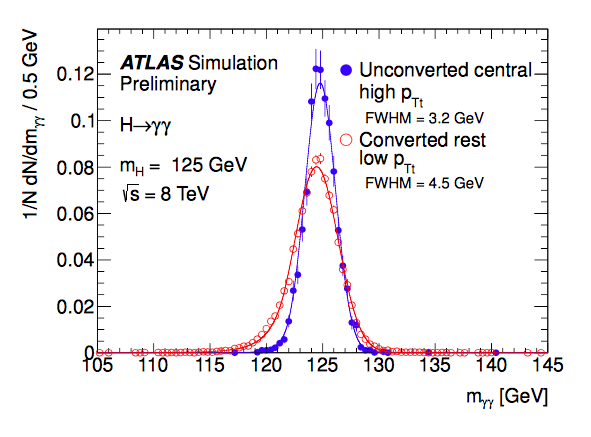 1/N dN/dmγγ / 0.5 GeV
0.12
0.1
0.08
0.06
0.04
0.02
0
ATLAS Simulation
Preliminary
H→γγ
mH = 125 GeV
√s = 8 TeV
Unconverted central
high pTt
FWHM = 3.2 GeV
Converted rest
low pTt
FWHM = 4.5 GeV
105 110 115 120 125 130 135 140 145
mγγ [GeV]